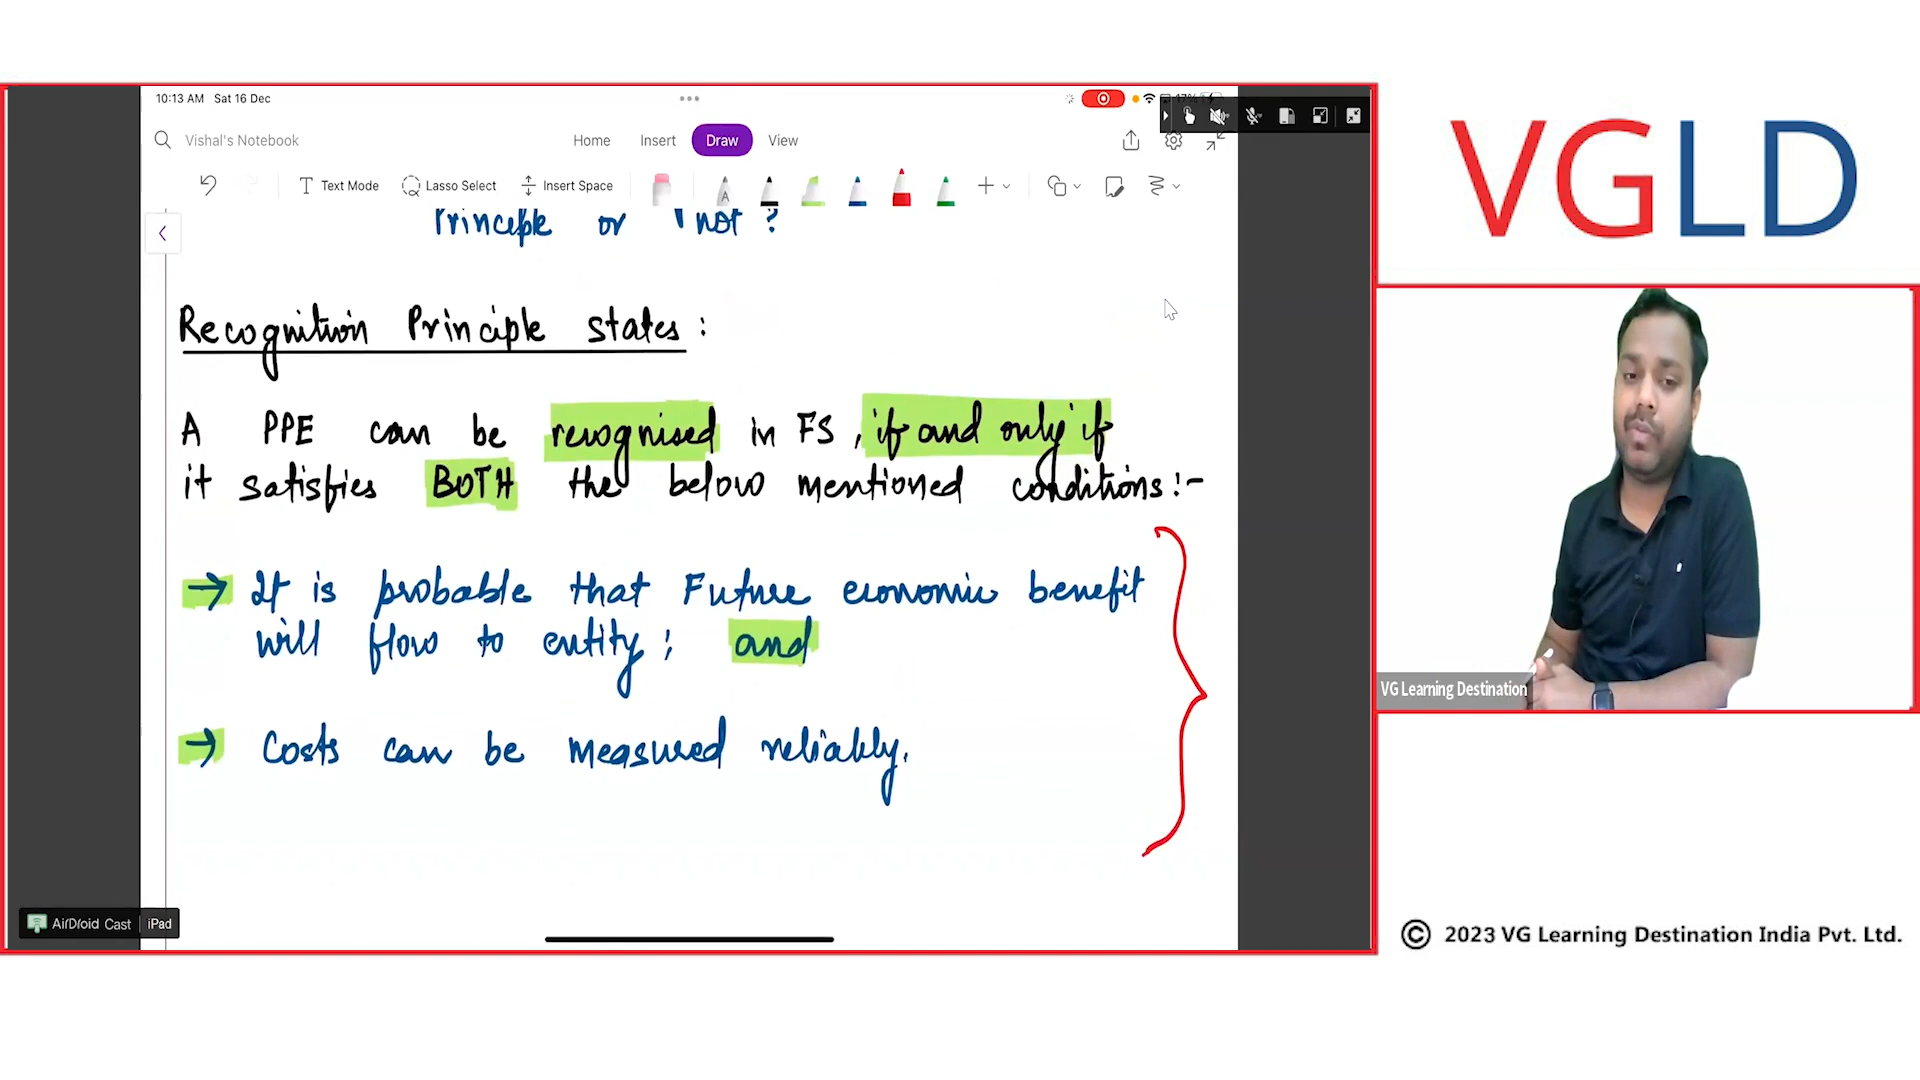 10:13 AM Sat 16 Dec
Vishal's Notebook
Home Insert Draw View
Text Mode Lasso Select Insert Space
Principle or not ?
Recognition Principle states :
A PPE can be recognised in FS , if and only if
it satisfies BOTH the below mentioned conditions :-
→ It is probable that Future economic benefit
will flow to entity ; and
→ Costs can be measured reliably.
AirDroid Cast iPad
VGLD
VG Learning Destination
© 2023 VG Learning Destination India Pvt. Ltd.